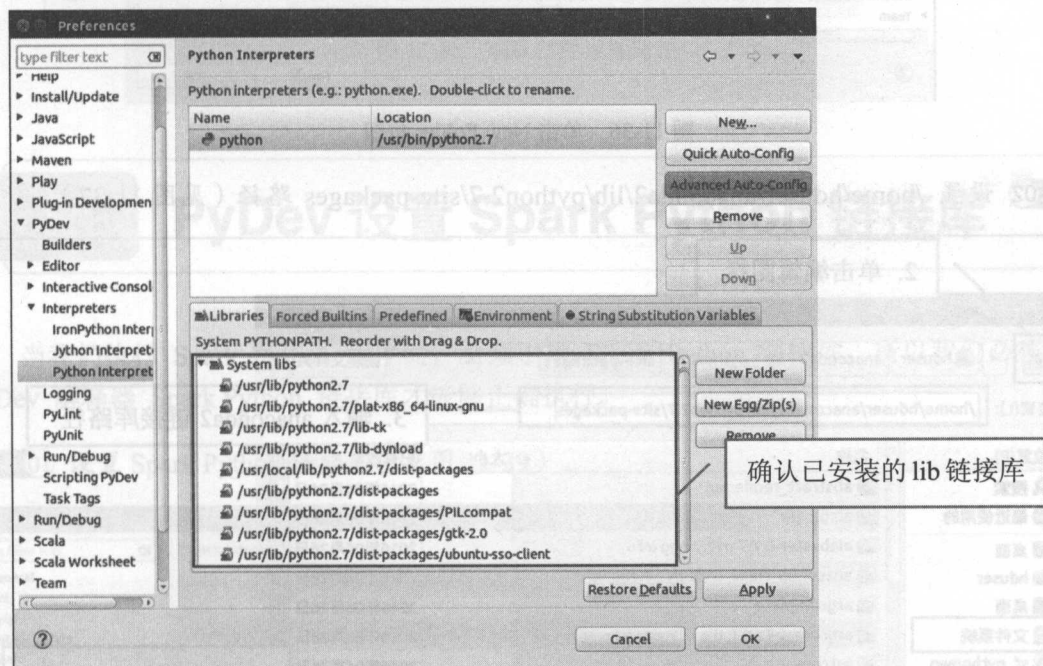 Preferences
type filter text
Python Interpreters
Help
Install/Update
Java
JavaScript
Maven
Play
Plug-in Developmen
PyDev
Builders
Editor
Interactive Consol
Interpreters
IronPython Inter
Jython Interprete
Python Interpret
Logging
PyLint
PyUnit
Run/Debug
Scripting PyDev
Task Tags
Run/Debug
Scala
Scala Worksheet
Team
Python interpreters (e.g.: python.exe). Double-click to rename.
Name Location
python /usr/bin/python2.7
New...
Quick Auto-Config
Advanced Auto-Config
Remove
Up
Down
Libraries Forced Builtins Predefined Environment String Substitution Variables
System PYTHONPATH. Reorder with Drag & Drop.
System libs
/usr/lib/python2.7
/usr/lib/python2.7/plat-x86_64-linux-gnu
/usr/lib/python2.7/lib-tk
/usr/lib/python2.7/lib-dynload
/usr/local/lib/python2.7/dist-packages
/usr/lib/python2.7/dist-packages
/usr/lib/python2.7/dist-packages/PILcompat
/usr/lib/python2.7/dist-packages/gtk-2.0
/usr/lib/python2.7/dist-packages/ubuntu-sso-client
New Folder
New Egg/Zip(s)
Remove
确认已安装的 lib 链接库
Restore Defaults Apply
Cancel OK